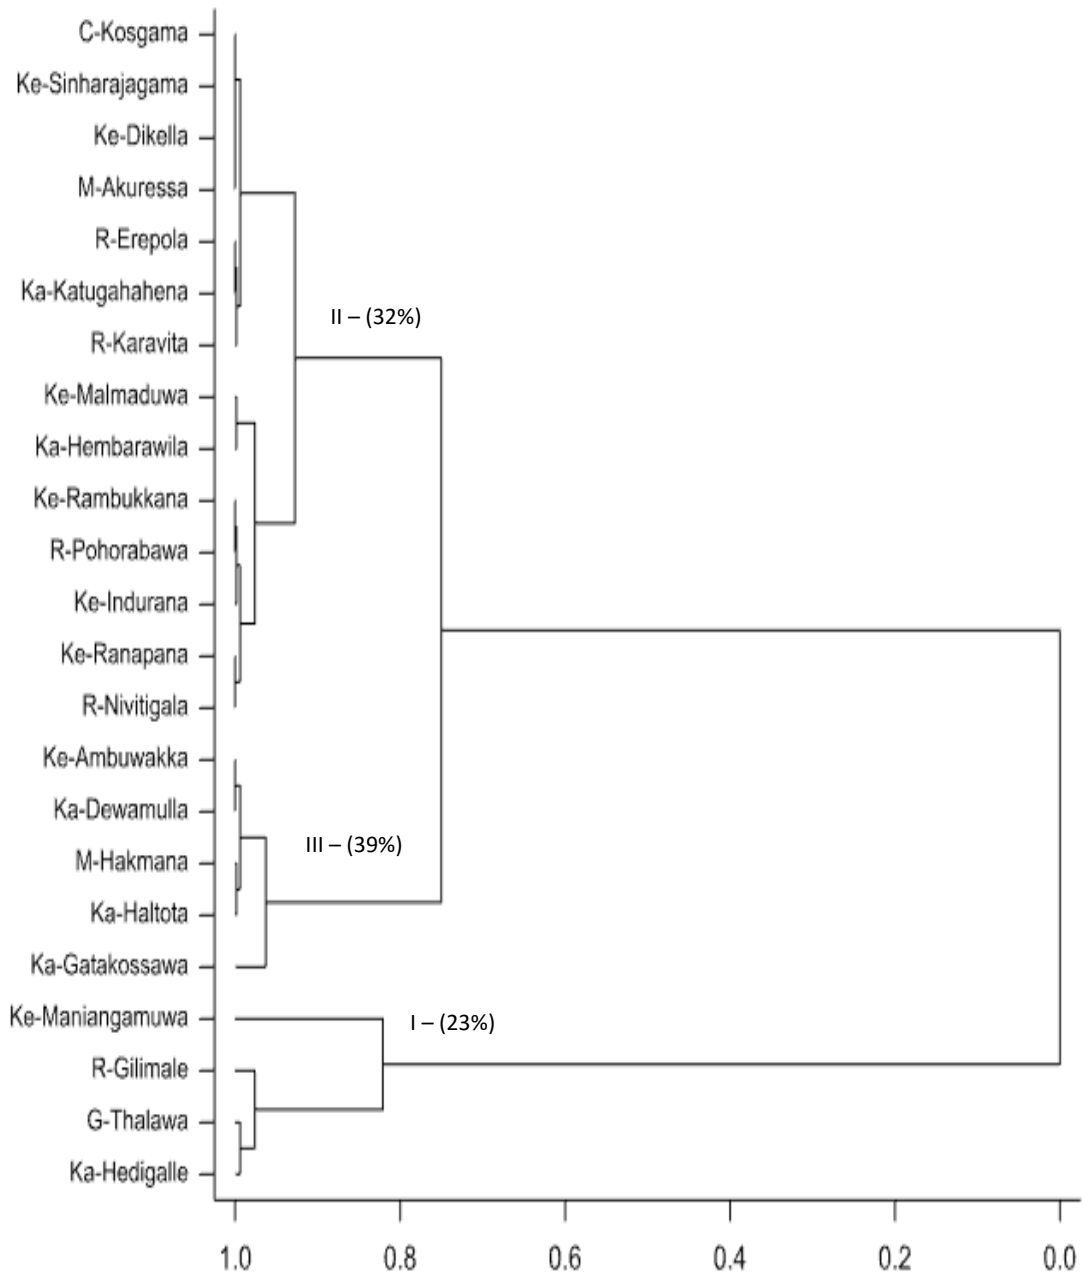 C-Kosgama
Ke-Sinharajagama
Ke-Dikella
M-Akuressa
R-Erepola
Ka-Katugahahena
II – (32%)
R-Karavita
Ke-Malmaduwa
Ka-Hembarawila
Ke-Rambukkana
R-Pohorabawa
Ke-Indurana
Ke-Ranapana
R-Nivitigala
Ke-Ambuwakka
Ka-Dewamulla
III – (39%)
M-Hakmana
Ka-Haltota
Ka-Gatakossawa
Ke-Maniangamuwa
I – (23%)
R-Gilimale
G-Thalawa
Ka-Hedigalle
1.0 0.8 0.6 0.4 0.2 0.0